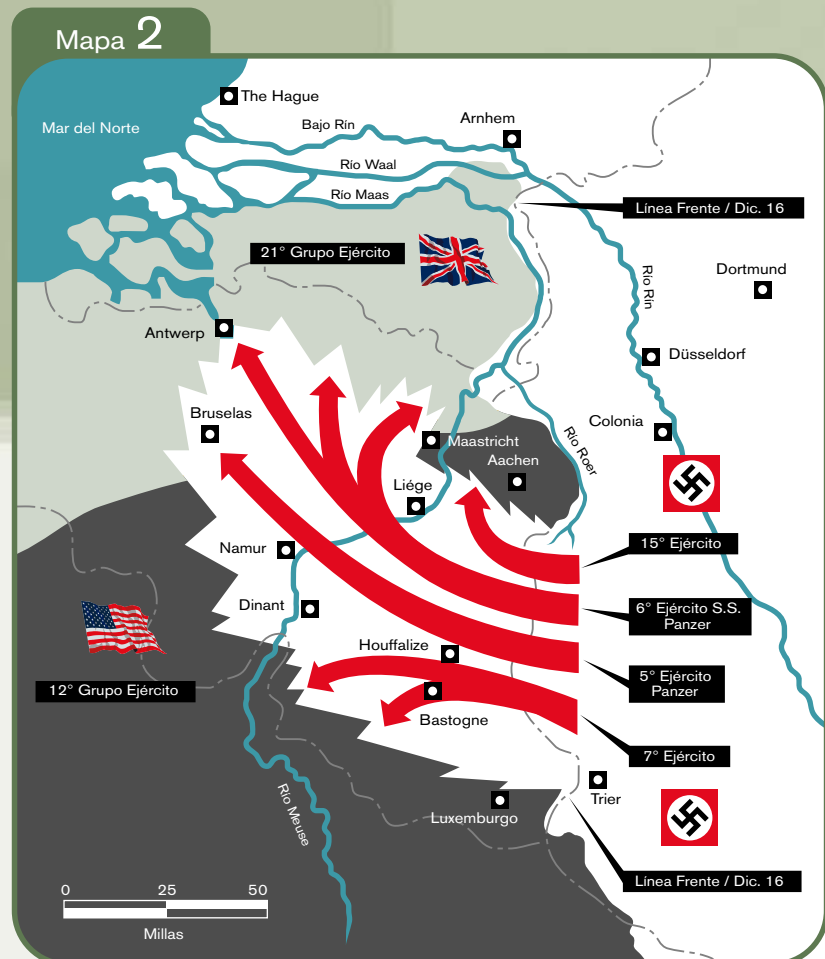 Mapa 2
The Hague
Mar del Norte
Bajo Rín
Arnhem
Río Waal
Río Maas
Línea Frente / Dic. 16
21° Grupo Ejército
Río Rin
Dortmund
Antwerp
Düsseldorf
Bruselas
Colonia
Maastricht
Aachen
Río Roer
Liége
15° Ejército
Namur
6° Ejército S.S.
Panzer
Dinant
Houffalize
5° Ejército
Panzer
12° Grupo Ejército
Bastogne
7° Ejército
Trier
Río Meuse
Luxemburgo
Línea Frente / Dic. 16
0 25 50
Millas